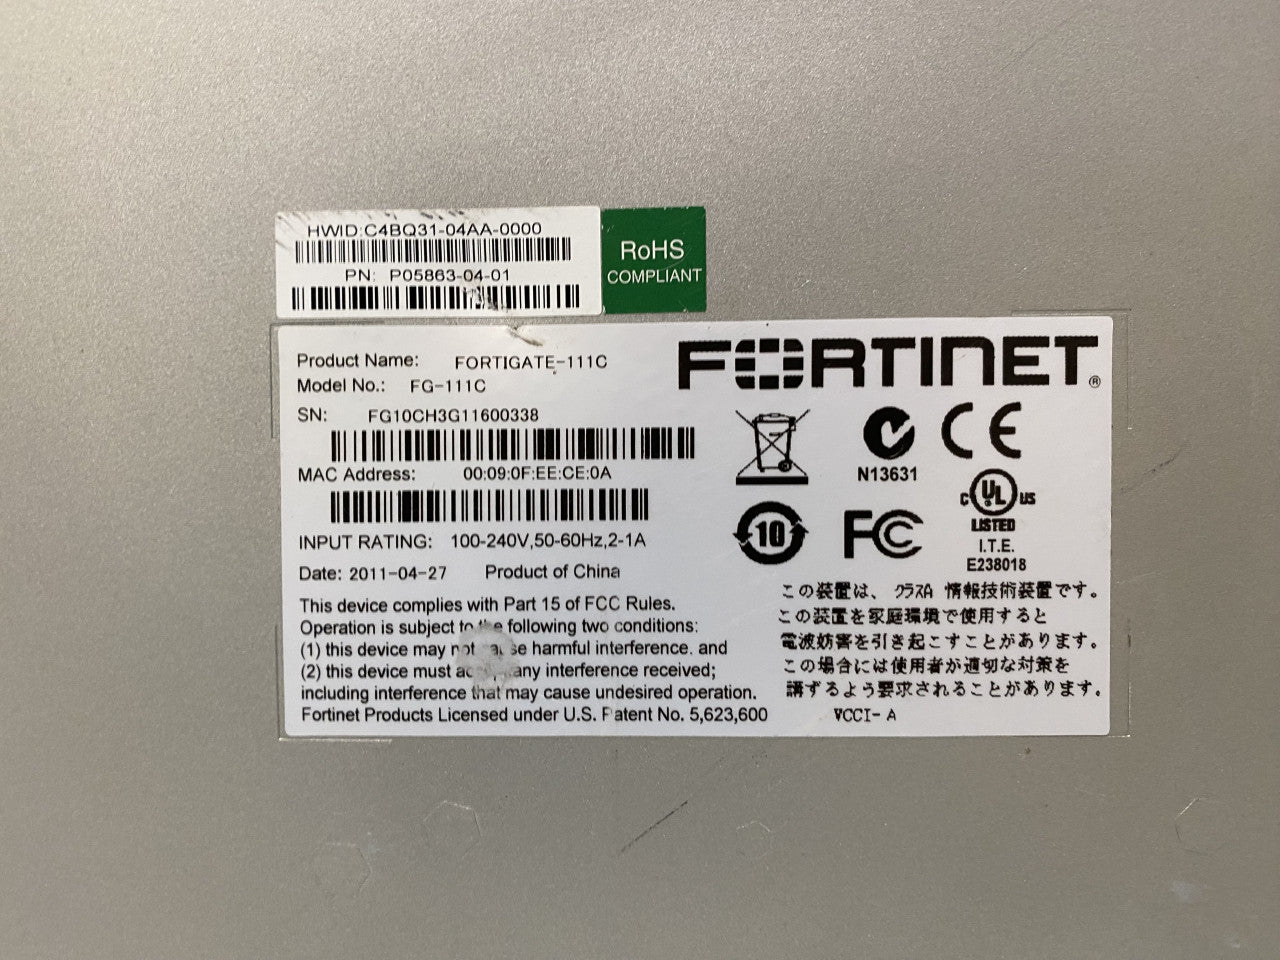 HWID:C4BQ31-04AA-0000
PN: P05863-04-01
RoHS
COMPLIANT
Product Name: FORTIGATE-111C
Model No.: FG-111C
SN: FG10CH3G11600338
MAC Address: 00:09:0F:EE:CE:0A
INPUT RATING: 100-240V,50-60Hz,2-1A
Date: 2011-04-27 Product of China
This device complies with Part 15 of FCC Rules.
Operation is subject to the following two conditions:
(1) this device may not cause harmful interference. and
(2) this device must any interference received;
including interference that may cause undesired operation.
Fortinet Products Licensed under U.S. Patent No. 5,623,600
FORTINET®
N13631
CE
C UL US
LISTED
I.T.E.
E238018
10
FC
この装置は、クラスA 情報技術装置です。
この装置を家庭環境で使用すると
電波妨害を引き起こすことがあります。
この場合には使用者が適切な対策を
講ずるよう要求されることがあります。
VCCI-A